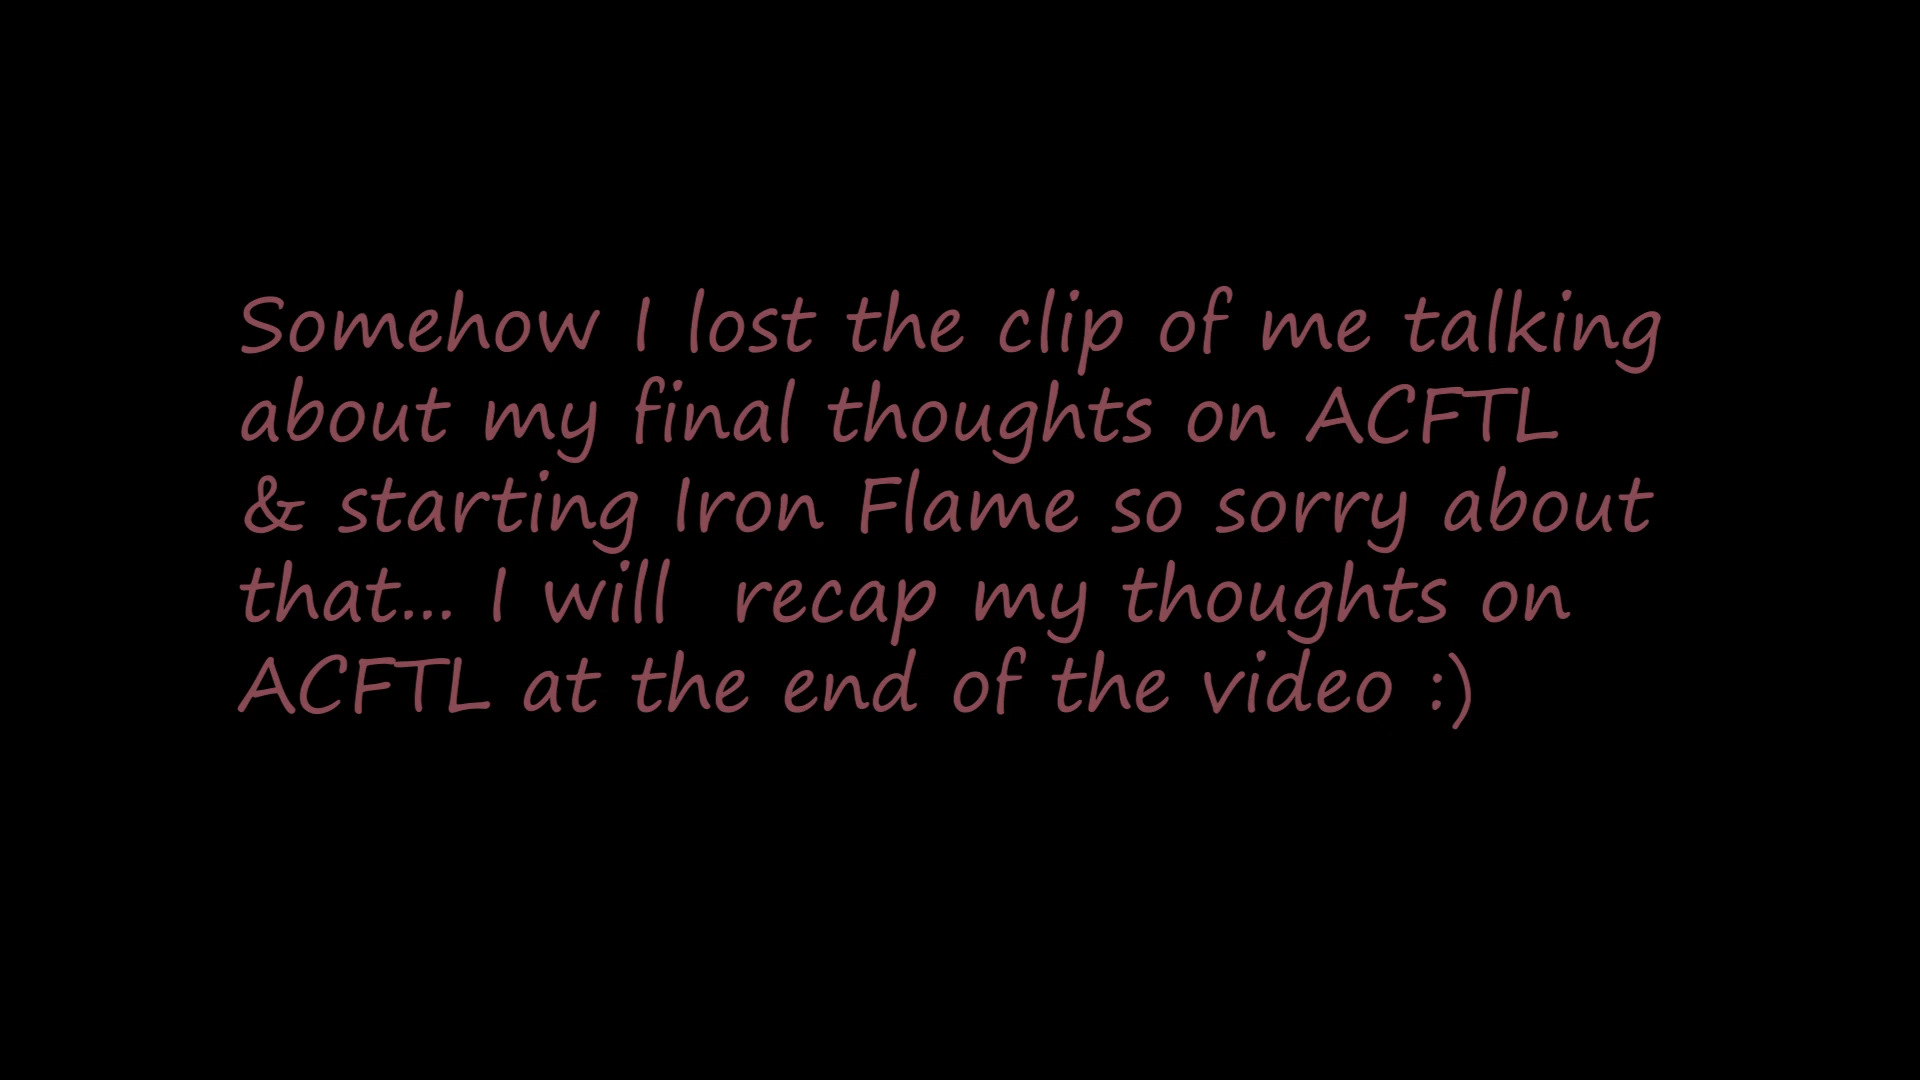 Somehow I lost the clip of me talking
about my final thoughts on ACFTL
& starting Iron Flame so sorry about
that... I will  recap my thoughts on
ACFTL at the end of the video :)